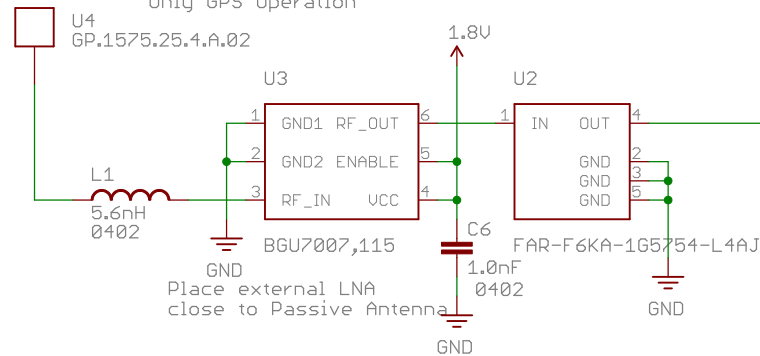 Only GPS Operation
U4
GP.1575.25.4.A.02
1.8V
U3
U2
1
GND1
RF_OUT
6
1
IN
OUT
4
2
GND2
ENABLE
5
GND
2
GND
3
L1
3
RF_IN
VCC
4
GND
5
5.6nH
0402
BGU7007,115
C6
FAR-F6KA-1G5754-L4AJ
GND
1.0nF
0402
Place external LNA
close to Passive Antenna
GND
GND